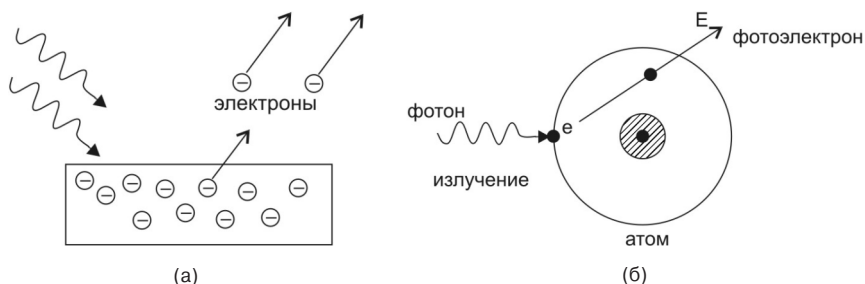 электроны
(а)
E
фотоэлектрон
фотон
e
излучение
атом
(б)